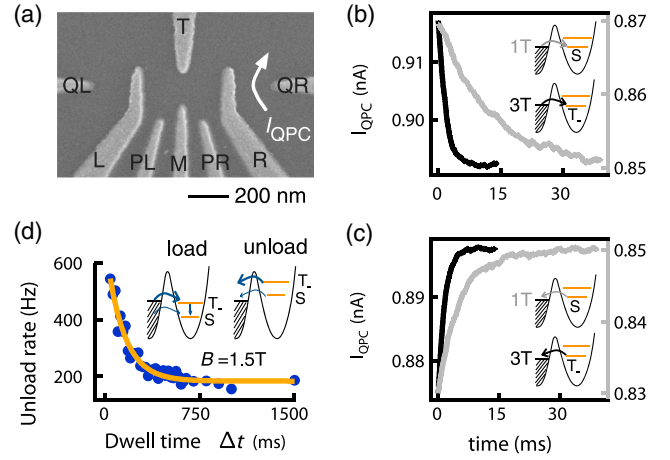 (a)
T
QL
QR
I_QPC
L
PL
M
PR
R
200 nm
(b)
I_QPC (nA)
0.91
0.90
0.87
0.86
0.85
0
15
30
1T
S
3T
T_-
(d)
load
unload
Unload rate (Hz)
600
400
200
T_-
S
T_-
S
B =1.5T
0
750
1500
Dwell time Δt (ms)
(c)
I_QPC (nA)
0.89
0.88
0.85
0.84
0.83
1T
S
3T
T_-
0
15
30
time (ms)